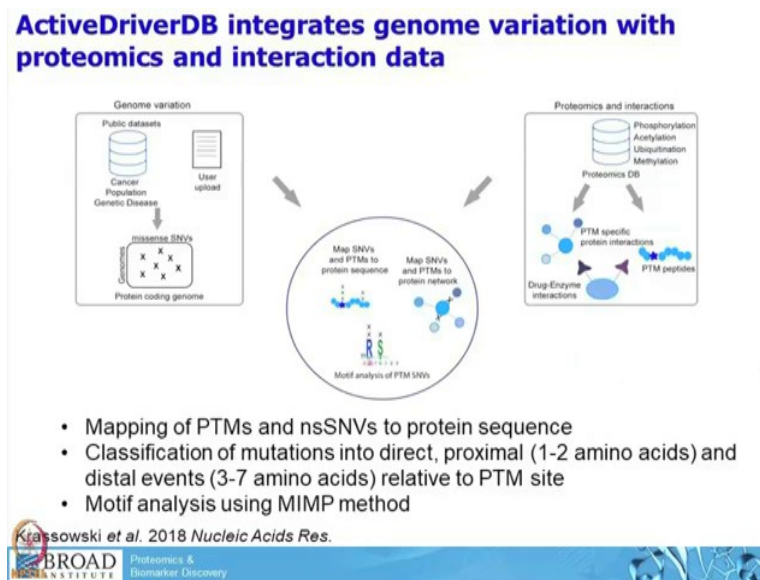 ActiveDriverDB integrates genome variation with
proteomics and interaction data
Genome variation
Public datasets
Cancer
Population
Genetic Disease
User
upload
missense SNVs
Genomes
X X X X X X X
Protein coding genome
Map SNVs
and PTMs to
protein sequence
Map SNVs
and PTMs to
protein network
R S
Motif analysis of PTM SNVs
Proteomics and interactions
Phosphorylation
Acetylation
Ubiquitination
Methylation
Proteomics DB
PTM specific
protein interactions
PTM peptides
Drug-Enzyme
interactions
• Mapping of PTMs and nsSNVs to protein sequence
• Classification of mutations into direct, proximal (1-2 amino acids) and
distal events (3-7 amino acids) relative to PTM site
• Motif analysis using MIMP method
Krassowski et al. 2018 Nucleic Acids Res.
BROAD
INSTITUTE
Proteomics &
Biomarker Discovery